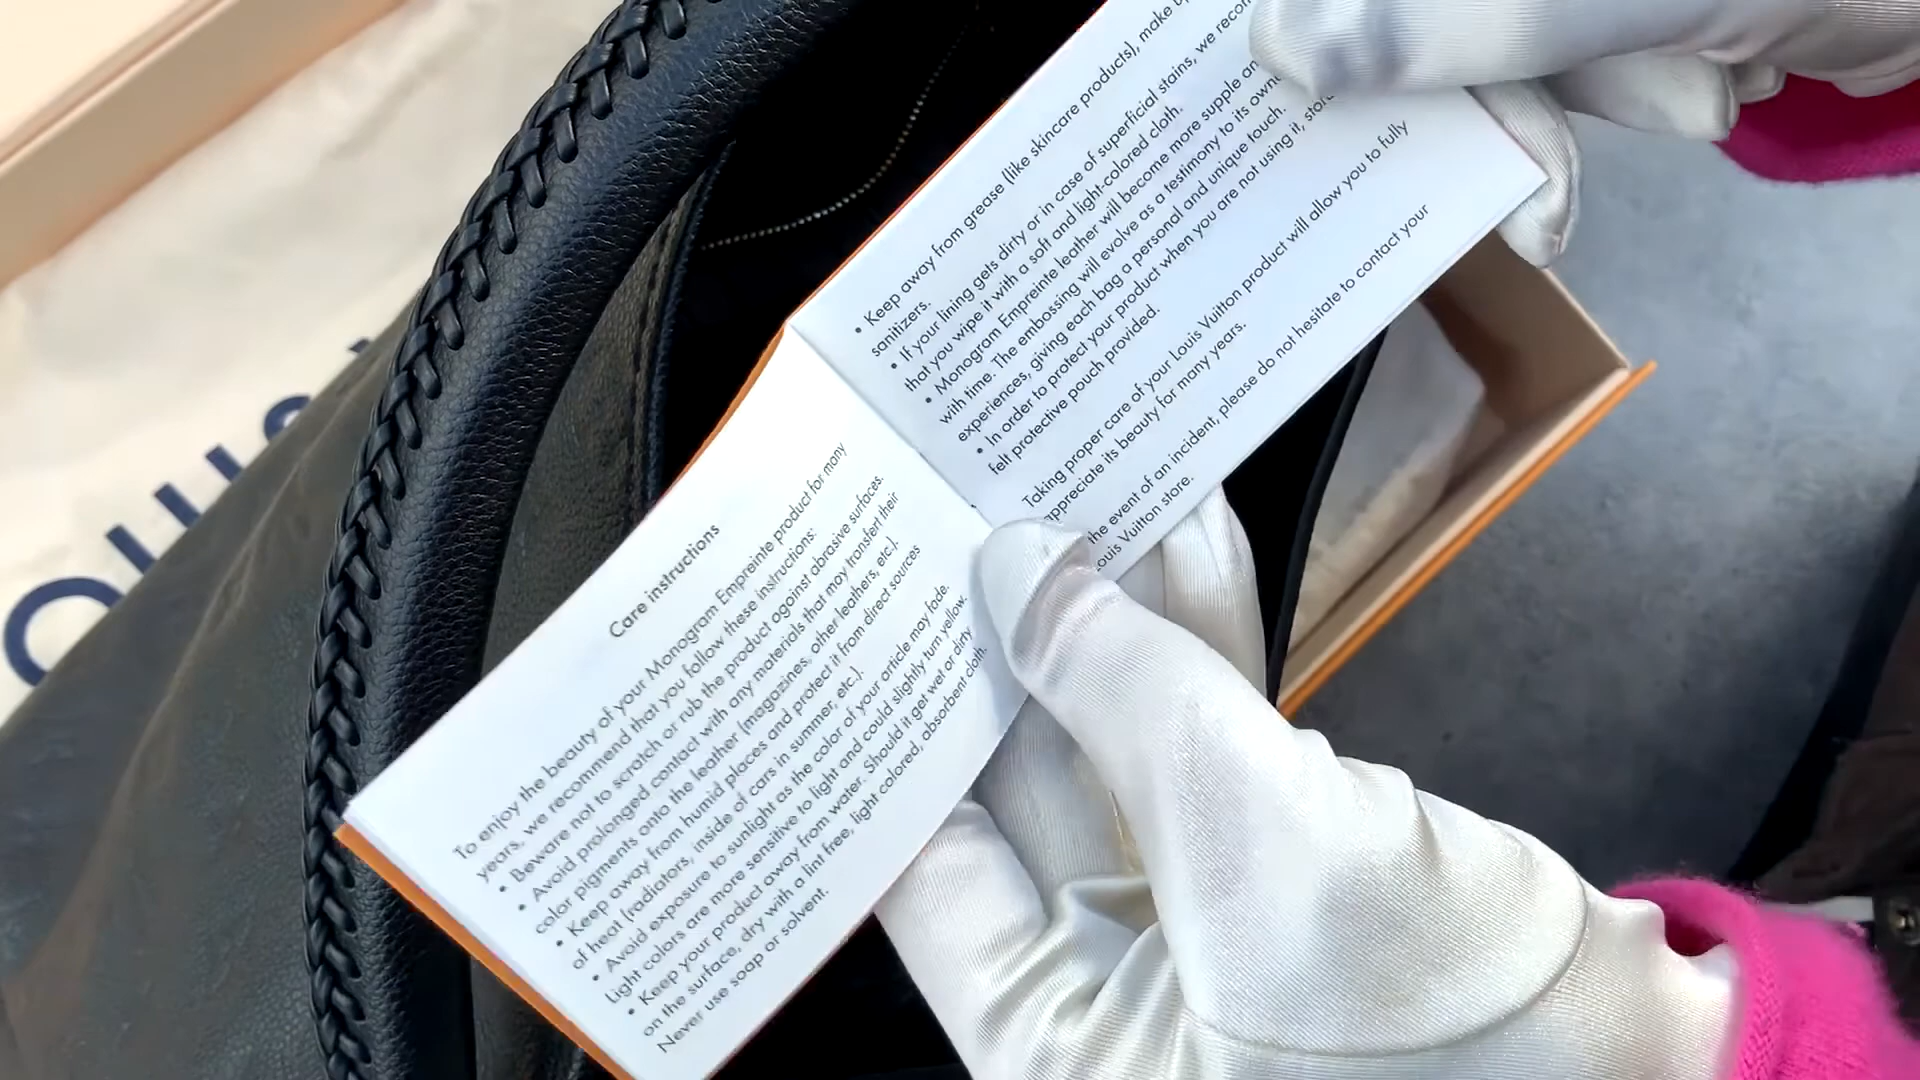 Care instructions
To enjoy the beauty of your Monogram Empreinte product for many
years, we recommend that you follow these instructions:
• Beware not to scratch or rub the product against abrasive surfaces.
• Avoid prolonged contact with any materials that may transfert their
color pigments onto the leather (magazines, other leathers, etc.).
• Keep away from humid places and protect it from direct sources
of heat (radiators, inside of cars in summer, etc.).
• Avoid exposure to sunlight as the color of your article may fade.
Light colors are more sensitive to light and could slightly turn yellow.
• Keep your product away from water. Should it get wet or dirty
on the surface, dry with a lint free, light colored, absorbent cloth.
Never use soap or solvent.
• Keep away from grease (like skincare products), make
sanitizers.
• If your lining gets dirty or in case of superficial stains, we
that you wipe it with a soft and light-colored cloth.
• Monogram Empreinte leather will become more supple
with time. The embossing will evolve as a testimony to its own
experiences, giving each bag a personal and unique touch.
• In order to protect your product when you are not using it,
felt protective pouch provided.
Taking proper care of your Louis Vuitton product will allow you to fully
appreciate its beauty for many years.
the event of an incident, please do not hesitate to contact your
Louis Vuitton store.